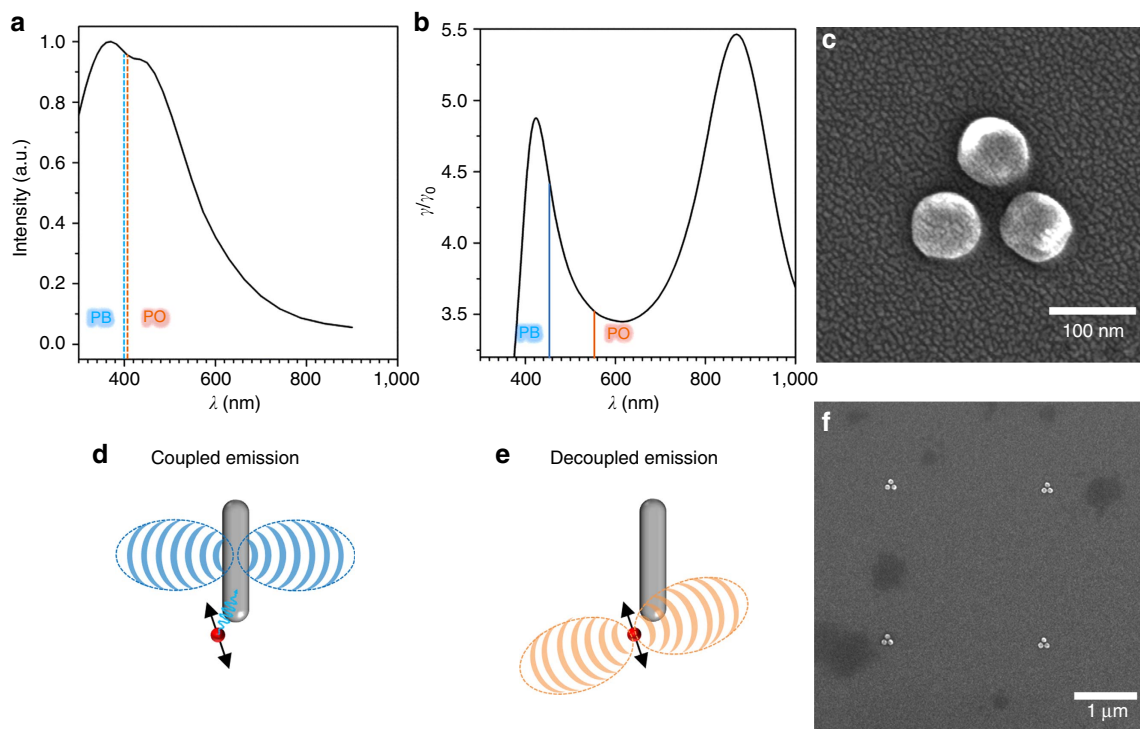 a
Intensity (a.u.)
1.0
0.8
0.6
0.4
0.2
0.0
PB
PO
400
600
800
1,000
λ (nm)
b
γ/γ0
5.5
5.0
4.5
4.0
3.5
PB
PO
400
600
800
1,000
λ (nm)
c
100 nm
d
Coupled emission
e
Decoupled emission
f
1 μm